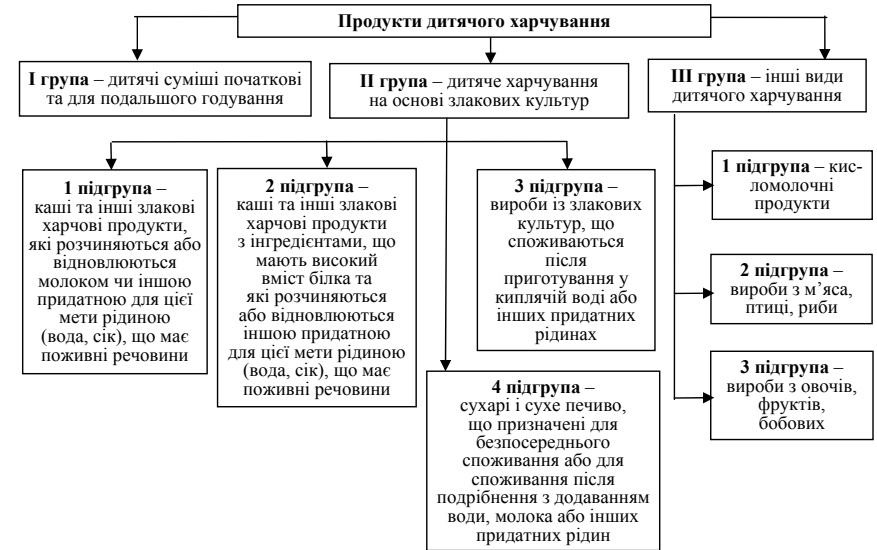 Продукти дитячого харчування
I група – дитячі суміші початкові
та для подальшого годування
II група – дитяче харчування
на основі злакових культур
III група – інші види
дитячого харчування
1 підгрупа –
каші та інші злакові
харчові продукти,
які розчиняються або
відновлюються
молоком чи іншою
придатною для цієї
мети рідиною
(вода, сік), що має
поживні речовини
2 підгрупа –
каші та інші злакові
харчові продукти
з інгредієнтами, що
мають високий
вміст білка та
які розчиняються
або відновлюються
іншою придатною
для цієї мети рідиною
(вода, сік), що має
поживні речовини
3 підгрупа –
вироби із злакових
культур, що
споживаються
після
приготування у
киплячій воді або
інших придатних
рідинах
4 підгрупа –
сухарі і сухе печиво,
що призначені для
безпосереднього
споживання або для
споживання після
подрібнення з додаванням
води, молока або інших
придатних рідин
1 підгрупа – кис-
ломолочні
продукти
2 підгрупа –
вироби з м’яса,
птиці, риби
3 підгрупа –
вироби з овочів,
фруктів,
бобових